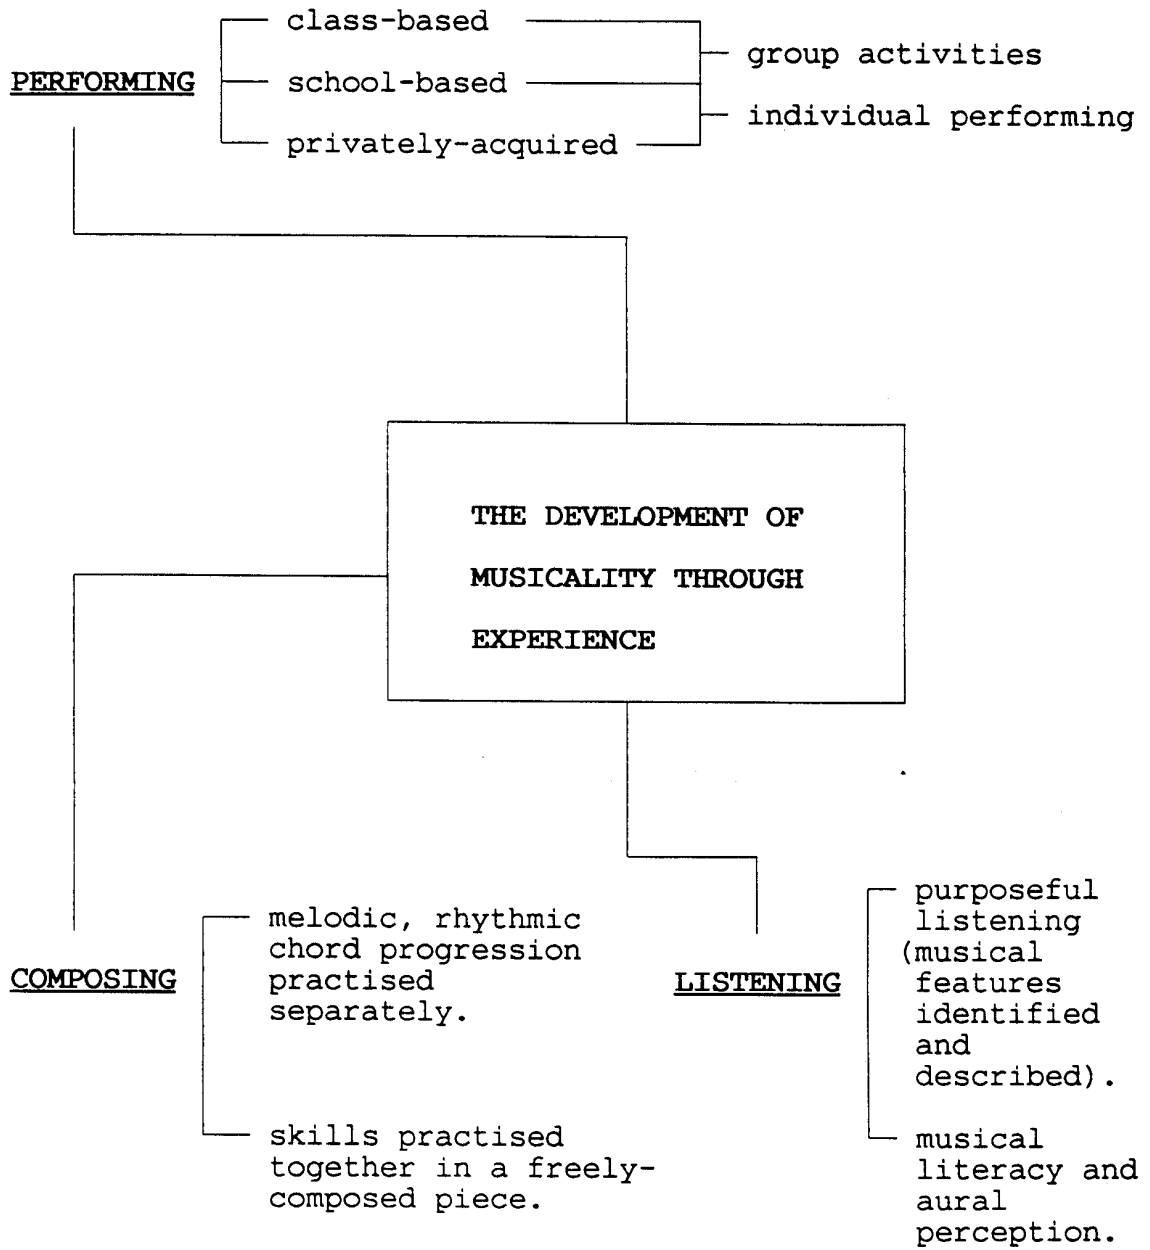 class-based
group activities
PERFORMING
school-based
individual performing
privately-acquired
THE DEVELOPMENT OF
MUSICALITY THROUGH
EXPERIENCE
COMPOSING
melodic, rhythmic
chord progression
practised
separately.
skills practised
together in a freely-
composed piece.
LISTENING
purposeful
listening
(musical
features
identified
and
described).
musical
literacy and
aural
perception.